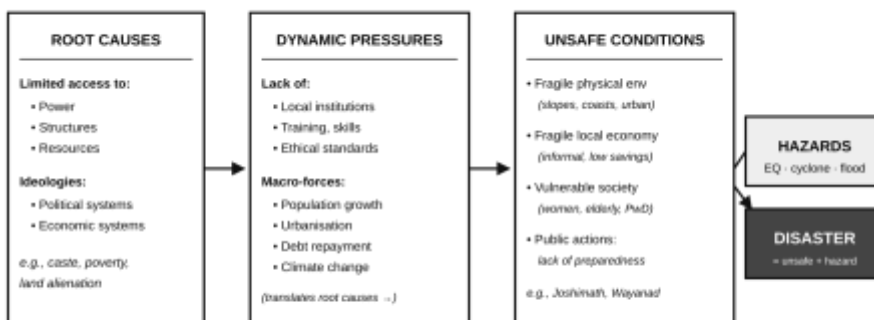 ROOT CAUSES
Limited access to:
• Power
• Structures
• Resources
Ideologies:
• Political systems
• Economic systems
e.g., caste, poverty,
land alienation
DYNAMIC PRESSURES
Lack of:
• Local institutions
• Training, skills
• Ethical standards
Macro-forces:
• Population growth
• Urbanisation
• Debt repayment
• Climate change
(translates root causes →)
UNSAFE CONDITIONS
• Fragile physical env
(slopes, coasts, urban)
• Fragile local economy
(informal, low savings)
• Vulnerable society
(women, elderly, PwD)
• Public actions:
lack of preparedness
e.g., Joshimath, Wayanad
HAZARDS
EQ · cyclone · flood
DISASTER
= unsafe + hazard